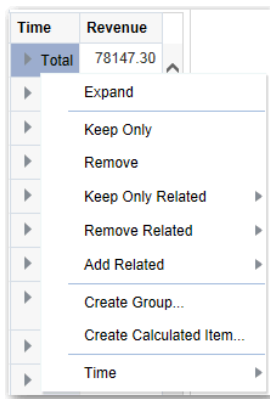 Time Revenue
Total 78147.30
Expand
Keep Only
Remove
Keep Only Related
Remove Related
Add Related
Create Group...
Create Calculated Item...
Time